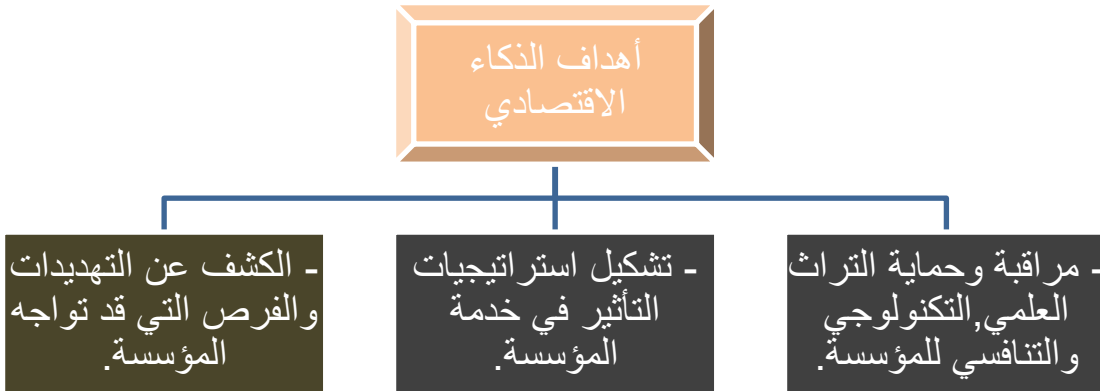 أهداف الذكاء
الاقتصادي
- مراقبة وحماية التراث
العلمي,التكنولوجي
والتنافسي للمؤسسة.
- تشكيل استراتيجيات
التأثير في خدمة
المؤسسة.
- الكشف عن التهديدات
والفرص التي قد تواجه
المؤسسة.